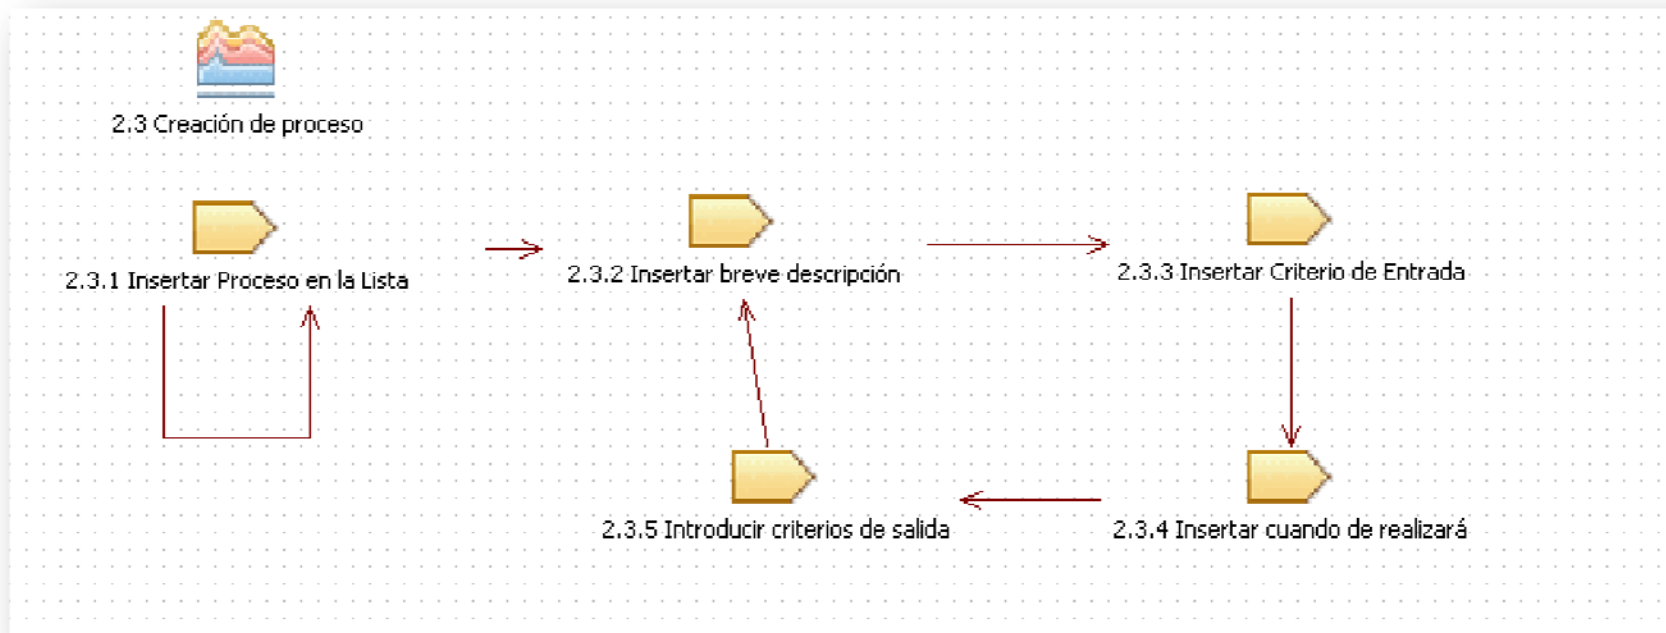 2.3 Creación de proceso
2.3.1 Insertar Proceso en la Lista
2.3.2 Insertar breve descripción
2.3.3 Insertar Criterio de Entrada
2.3.5 Introducir criterios de salida
2.3.4 Insertar cuando de realizará